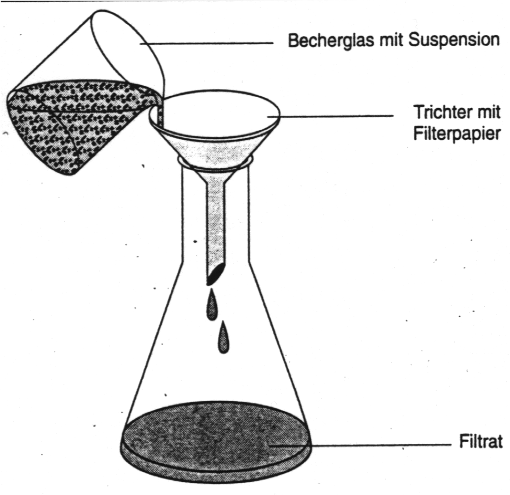 Becherglas mit Suspension
Trichter mit
Filterpapier
Filtrat